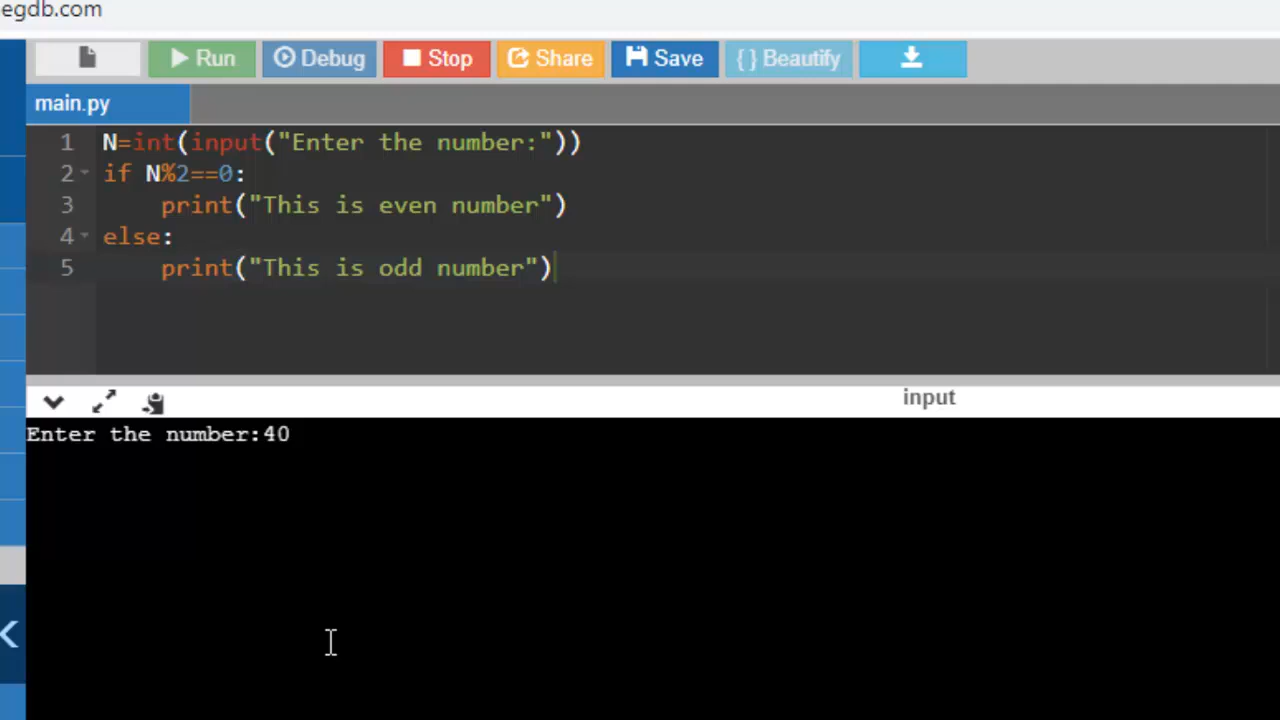 egdb.com
Run Debug Stop Share Save { } Beautify
main.py
1 N=int(input("Enter the number:"))
2 if N%2==0:
3     print("This is even number")
4 else:
5     print("This is odd number")
input
Enter the number:40